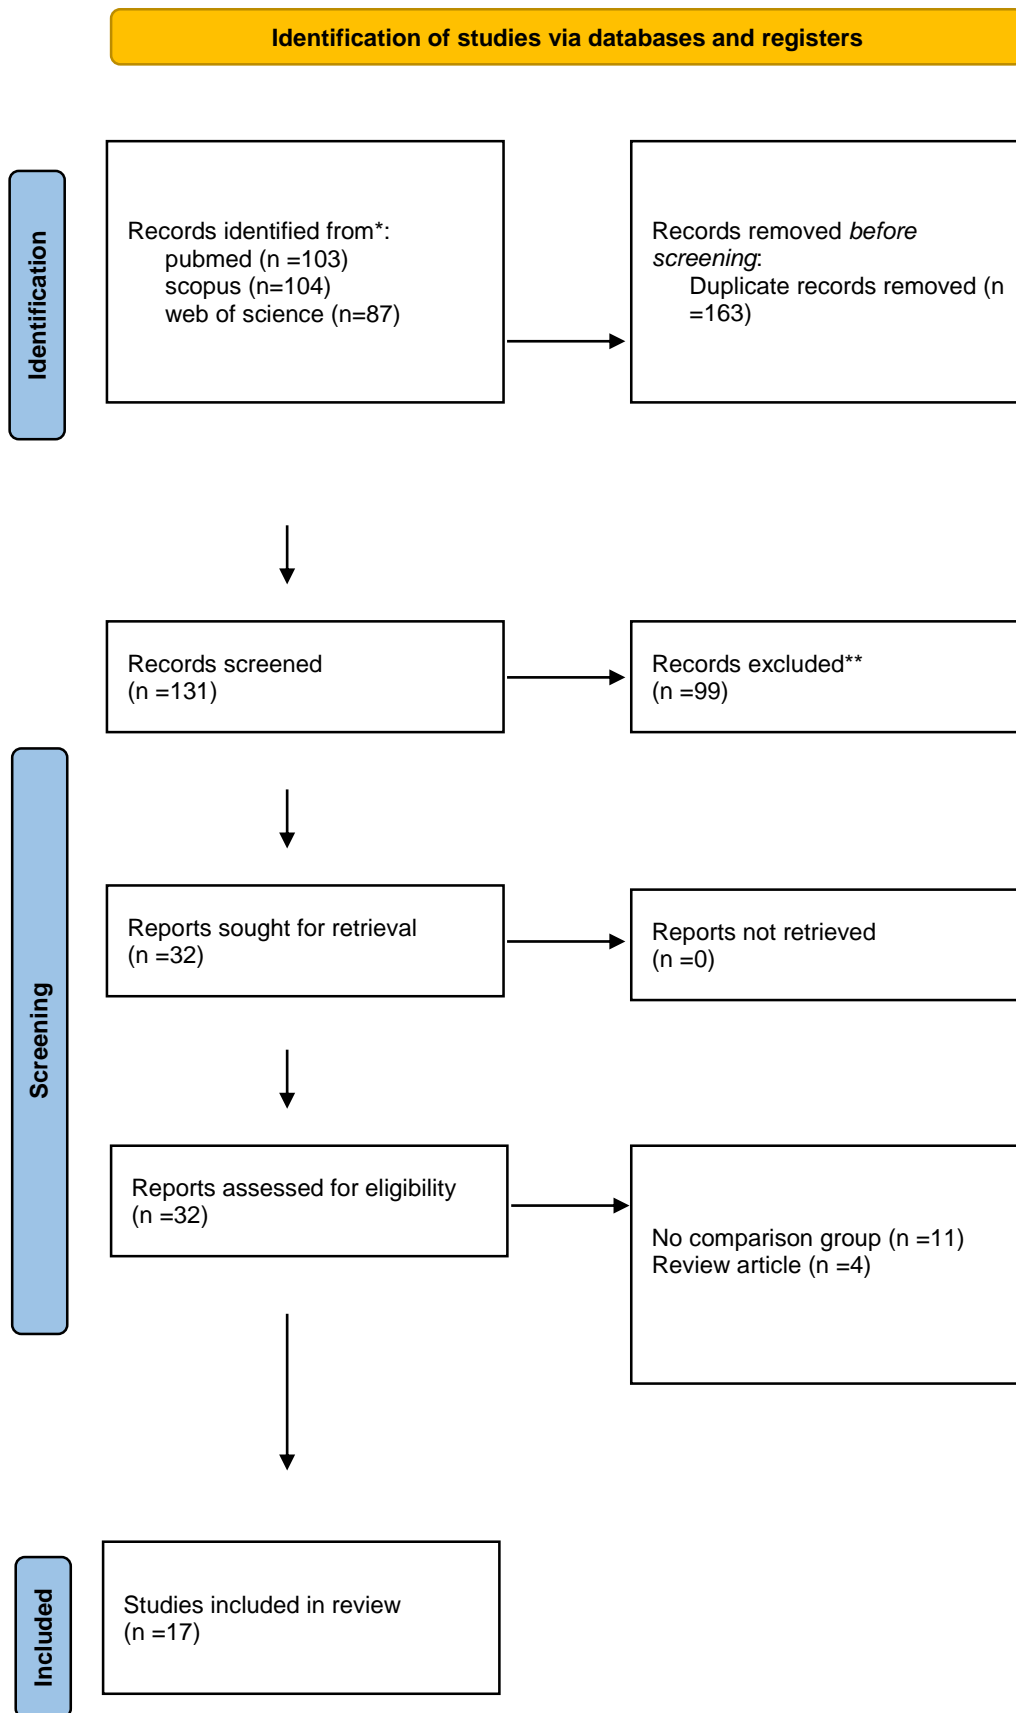 Identification of studies via databases and registers
Identification
Records identified from*:
pubmed (n =103)
scopus (n=104)
web of science (n=87)
Records removed before
screening:
Duplicate records removed (n
=163)
Records screened
(n =131)
Records excluded**
(n =99)
Screening
Reports sought for retrieval
(n =32)
Reports not retrieved
(n =0)
Reports assessed for eligibility
(n =32)
No comparison group (n =11)
Review article (n =4)
Included
Studies included in review
(n =17)